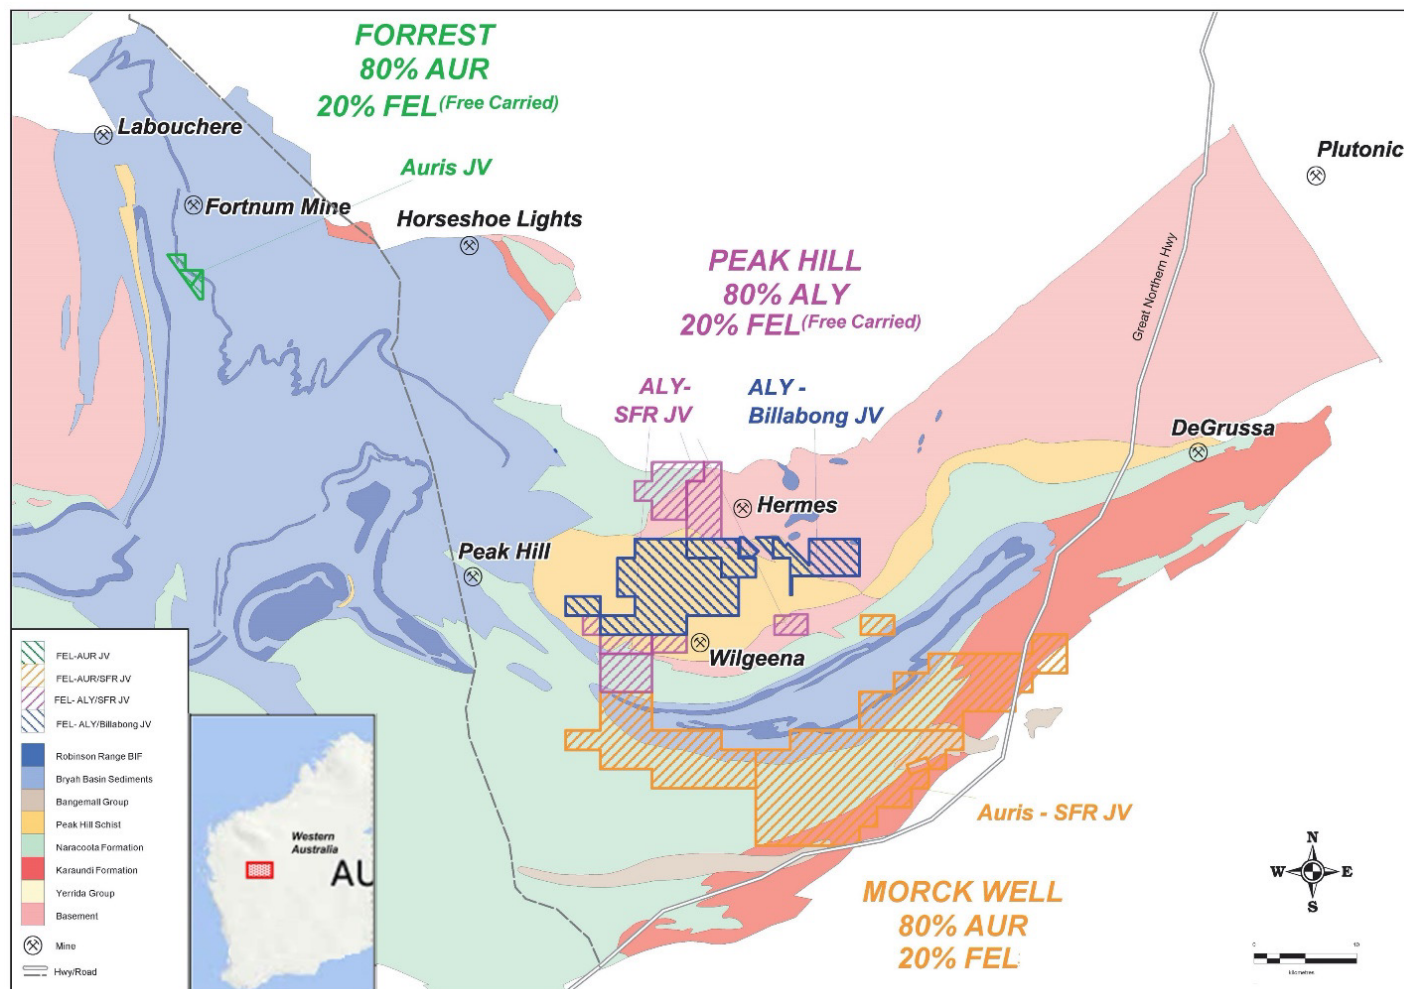 FORREST
80% AUR
20% FEL(Free Carried)
Labouchere
Auris JV
Plutonic
Fortnum Mine
Horseshoe Lights
Great Northern Hwy
PEAK HILL
80% ALY
20% FEL(Free Carried)
ALY-
SFR JV
ALY -
Billabong JV
DeGrussa
Hermes
Peak Hill
Wilgeena
FEL-AUR JV
FEL-AUR/SFR JV
FEL- ALY/SFR JV
FEL- ALY/Billabong JV
Robinson Range BIF
Bryah Basin Sediments
Bangemall Group
Peak Hill Schist
Naracoota Formation
Karaundi Formation
Yerrida Group
Basement
Mine
Hwy/Road
Western
Australia
AU
Auris - SFR JV
MORCK WELL
80% AUR
20% FEL
N
W
E
S
0
kilometres